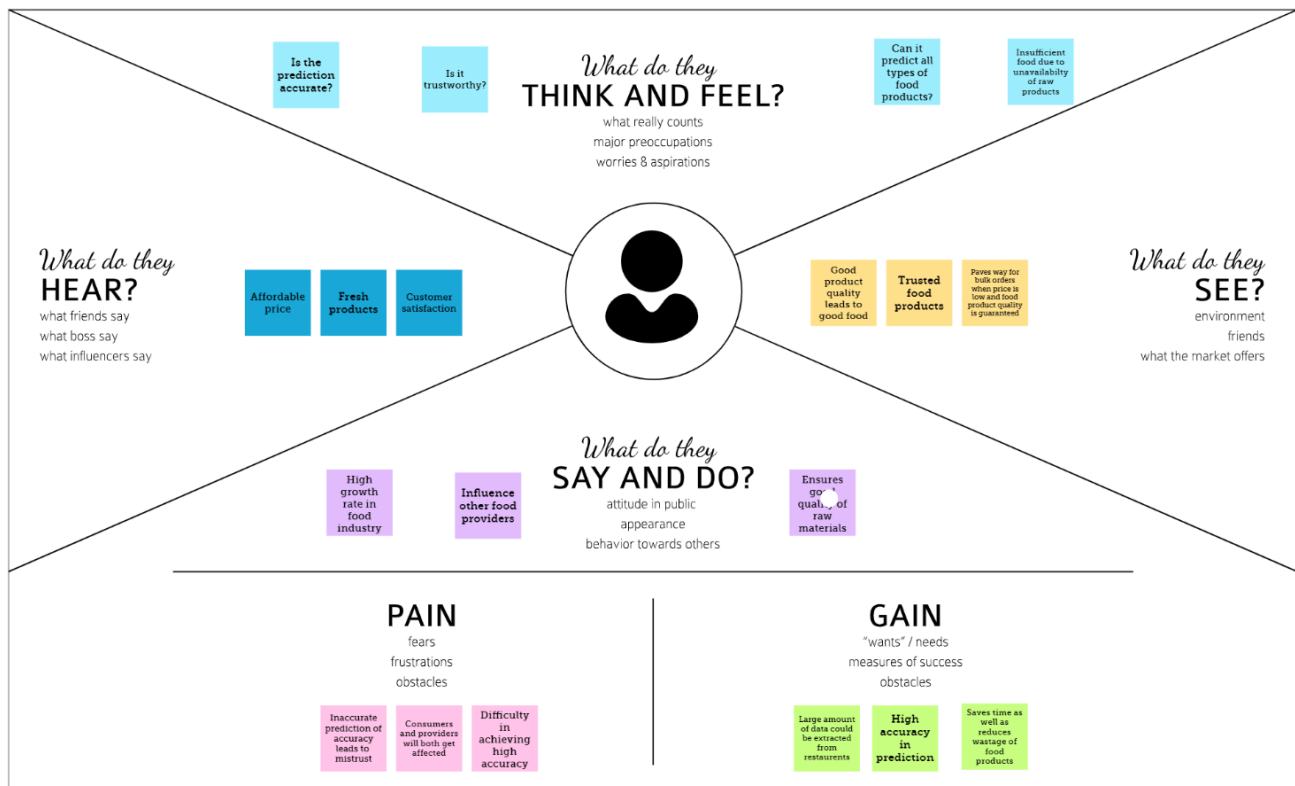 Is the
prediction
accurate?
Is it
trustworthy?
What do they
THINK AND FEEL?
what really counts
major preoccupations
worries & aspirations
Can it
predict all
types of
food
products?
Insufficient
food due to
unavailabilty
of raw
products
What do they
HEAR?
what friends say
what boss say
what influencers say
Affordable
price
Fresh
products
Customer
satisfaction
Good
product
quality
leads to
good food
Trusted
food
products
Paves way for
bulk orders
when price is
low and food
product quality
is guaranteed
What do they
SEE?
environment
friends
what the market offers
What do they
SAY AND DO?
attitude in public
appearance
behavior towards others
High
growth
rate in
food
industry
Influence
other food
providers
Ensures
good
quality of
raw
materials
PAIN
fears
frustrations
obstacles
Inaccurate
prediction of
accuracy
leads to
mistrust
Consumers
and providers
will both get
affected
Difficulty
in
achieving
high
accuracy
GAIN
"wants" / needs
measures of success
obstacles
Large amount
of data could
be extracted
from
restaurents
High
accuracy
in
prediction
Saves time as
well as
reduces
wastage of
food
products